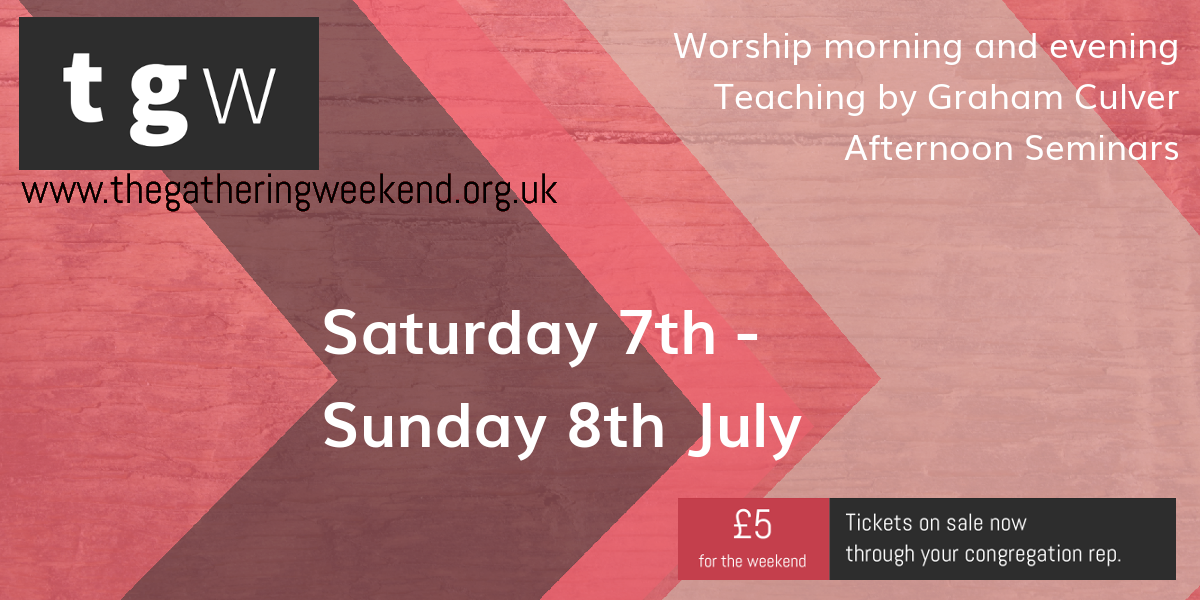 tgw
www.thegatheringweekend.org.uk
Worship morning and evening
Teaching by Graham Culver
Afternoon Seminars
Saturday 7th -
Sunday 8th July
£5
for the weekend
Tickets on sale now
through your congregation rep.